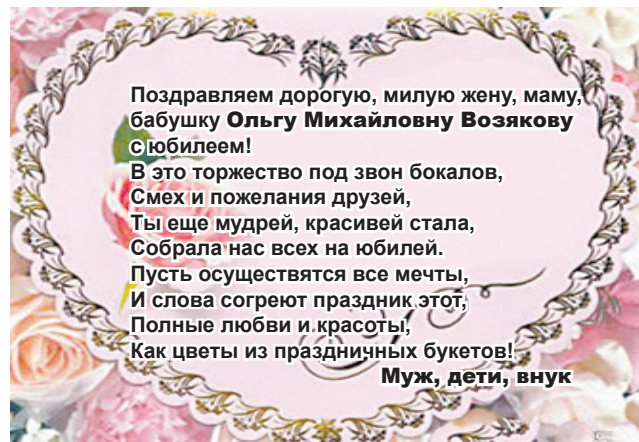 Поздравляем дорогую, милую жену, маму,
бабушку Ольгу Михайловну Возякову
с юбилеем!
В это торжество под звон бокалов,
Смех и пожелания друзей,
Ты еще мудрей, красивей стала,
Собрала нас всех на юбилей.
Пусть осуществятся все мечты,
И слова согреют праздник этот,
Полные любви и красоты,
Как цветы из праздничных букетов!
Муж, дети, внук